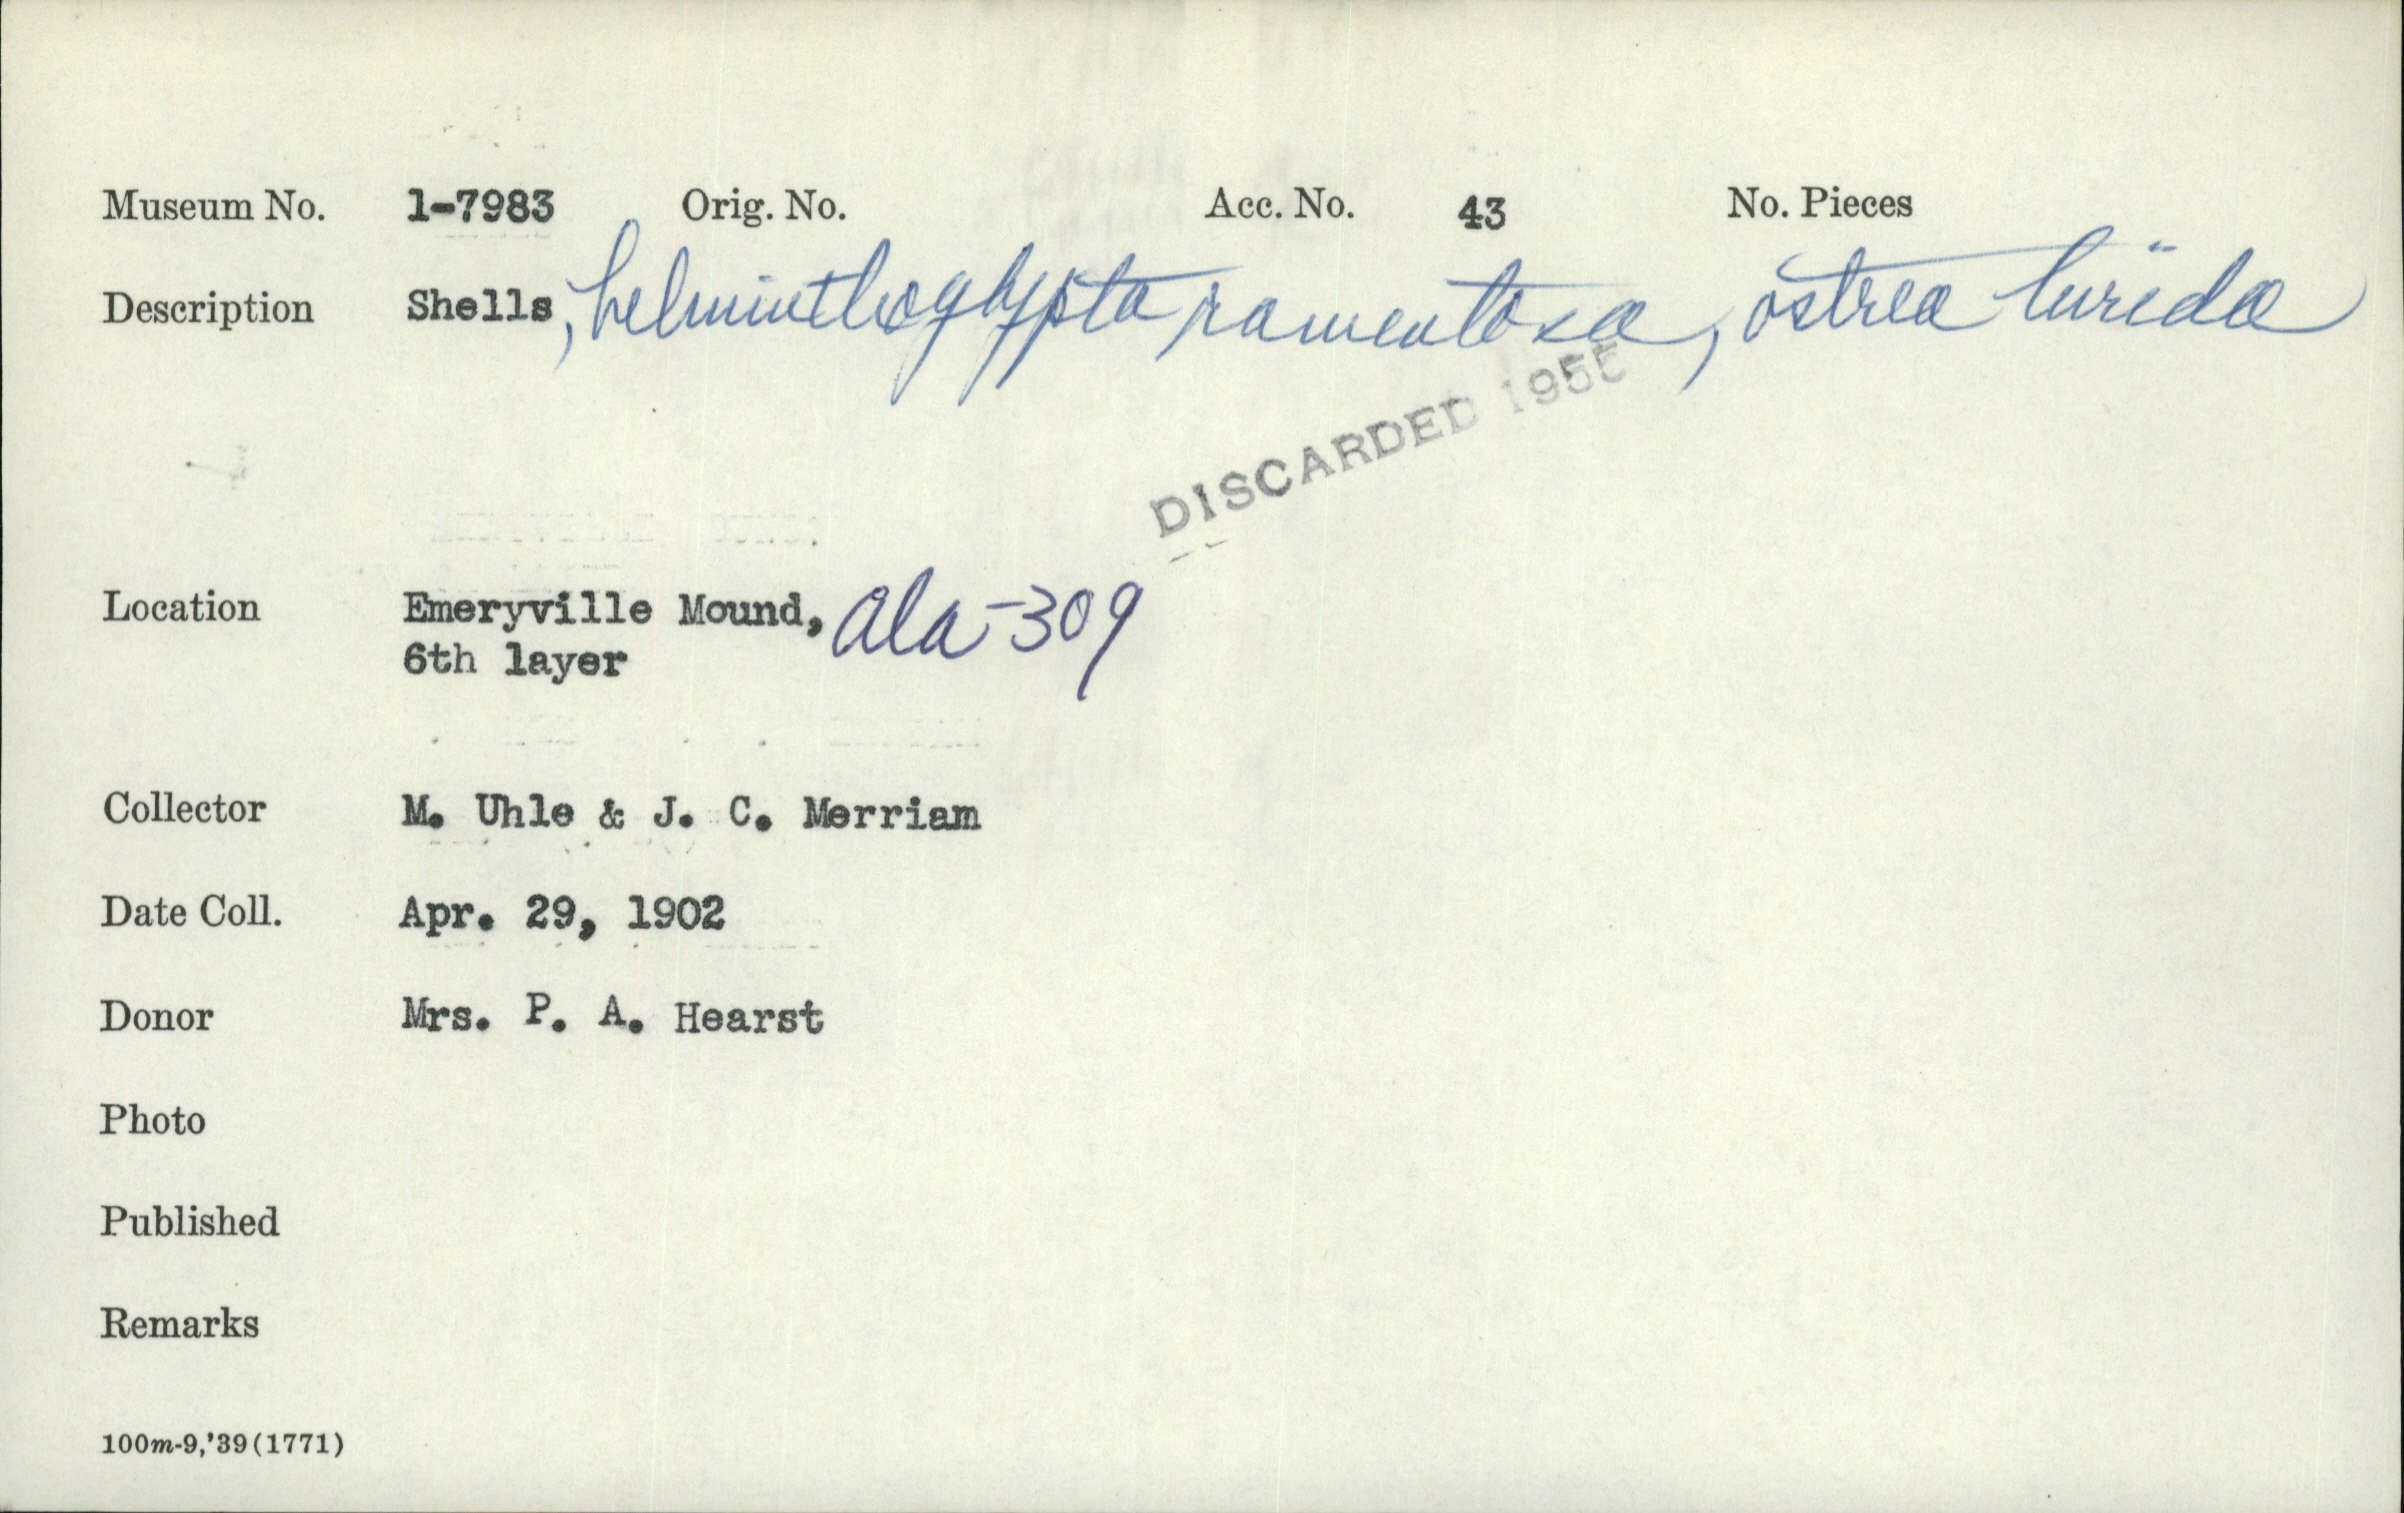 Museum No. 1-7983 Orig. No. Acc. No. 43 No. Pieces
Description Shells, helminthoglypta ramentosa, ostrea lurida
DISCARDED 1955
Location Emeryville Mound, Ala-309
6th layer
Collector M. Uhle & J. C. Merriam
Date Coll. Apr. 29, 1902
Donor Mrs. P. A. Hearst
Photo
Published
Remarks
100m-9,'39(1771)